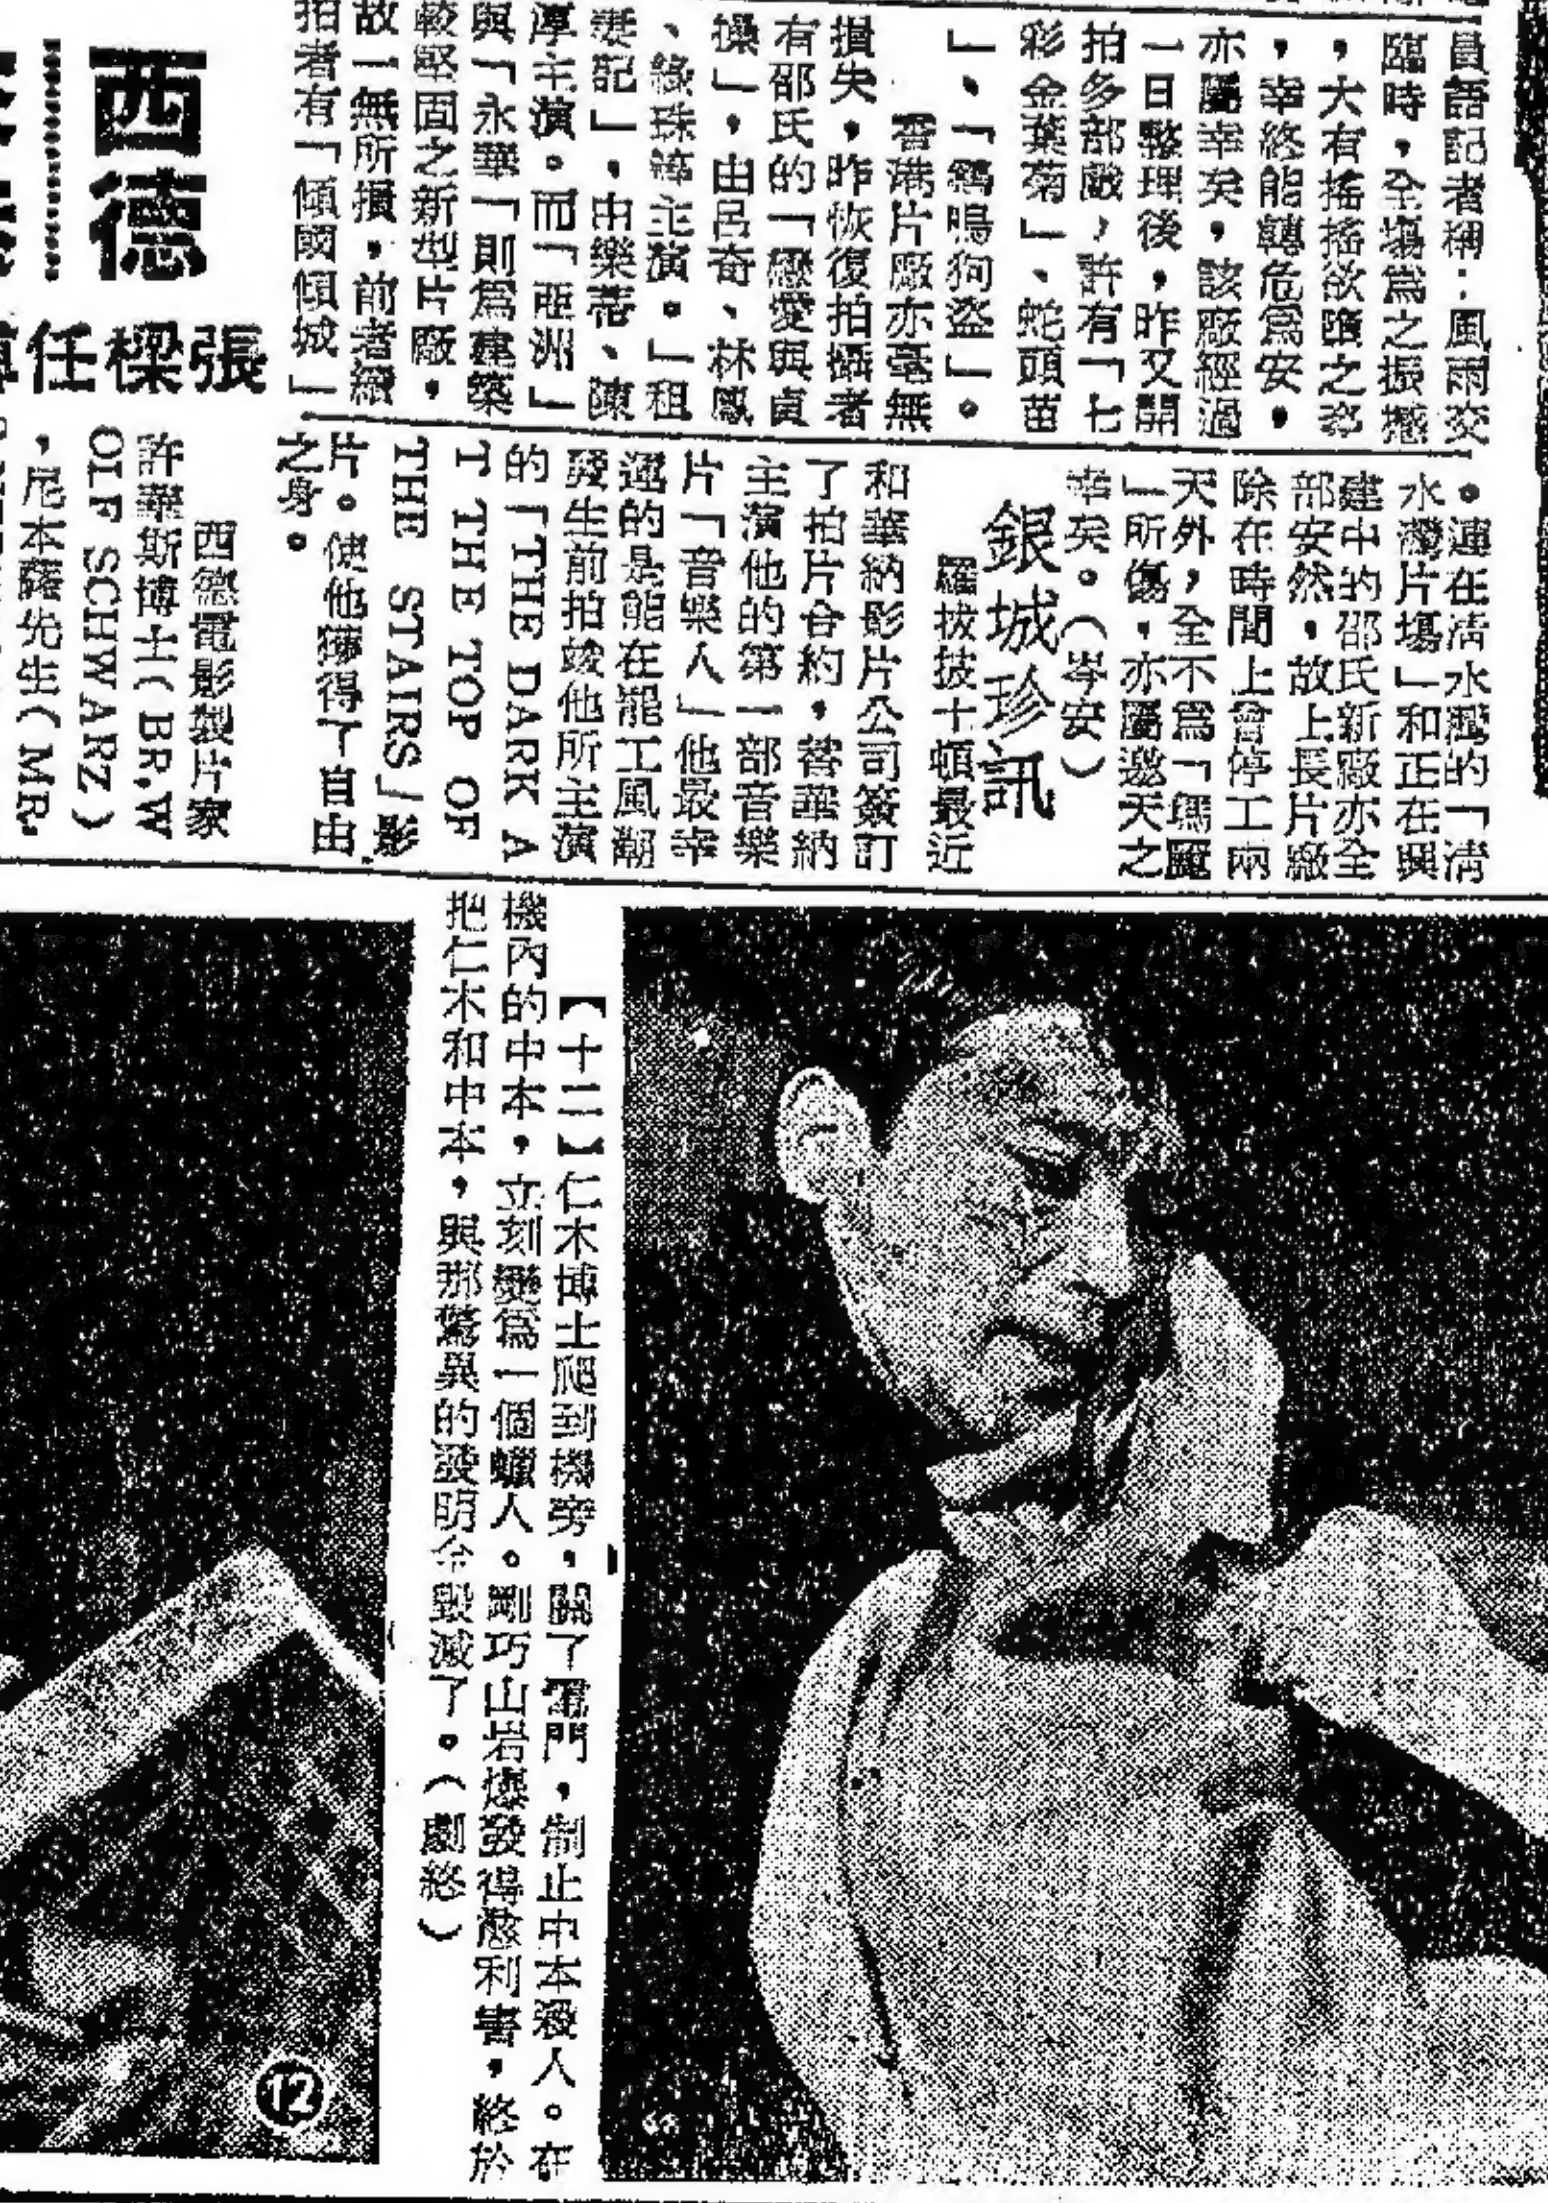 員語記者稱：風雨交
臨時，全塲爲之振撼
，大有搖搖欲墮之姿
，幸終能轉危爲安，
亦屬幸矣，該廠經過
一日整理後，昨又開
拍多部戲，許有「七
彩金葉菊」、蛇頭苗
」、「鷄鳴狗盜」。
香港片廠亦毫無
損失，昨恢復拍攝者
有邵氏的「戀愛與貞
操」，由呂奇、林鳳
、綠珠等主演。」租
妻記」，由樂蒂、陳
厚主演。而「亞洲」
與「永華「則爲建築
較堅固之新型片廠，
故一無所損，前者續
拍者有「傾國傾城」
。連在清水灣的「清
水灣片塲」和正在興
建中的邵氏新廠亦全
部安然，故上長片廠
除在時間上會停工兩
天外，全不爲「瑪麗
」所傷，亦屬邀天之
幸矣。（岑安）
銀城珍訊
羅拔技士頓最近
和華納影片公司簽訂
了拍片合約，替華納
主演他的第一部音樂
片「音樂人」他最幸
運的是能在罷工風潮
發生前拍竣他所主演
的「THE DARK A
T THE TOP OF
THE STAIRS」影
片。使他獲得了自由
之身。
西德
張樑任
西德電影製片家
許華斯博士（BR.W
OLF SCHWARZ）
，尼本薩先生（MR.
【十二】仁木博士爬到機旁，關了電門，制止中本殺人。在
機內的中本，立刻變爲一個蠟人。剛巧山岩爆發得厲利害，終於
把仁木和中本，與那驚異的發明全毀滅了。（劇終）
12